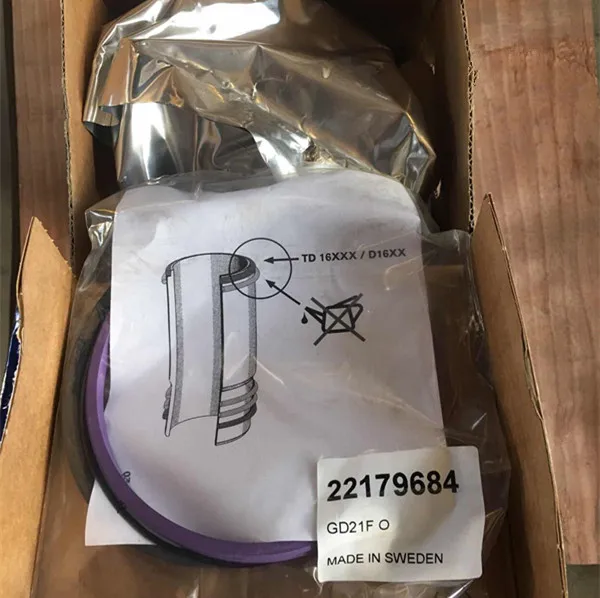 TD 16XXX / D16XX
22179684
GD21F O
MADE IN SWEDEN